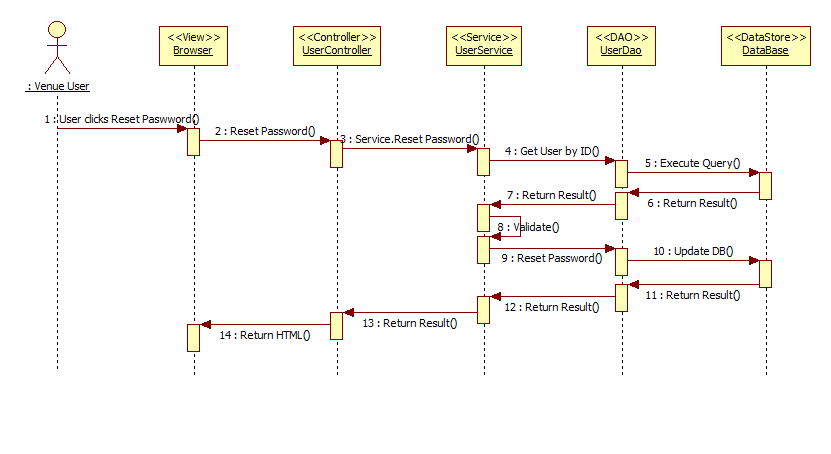 <<View>>
Browser
<<Controller>>
UserController
<<Service>>
UserService
<<DAO>>
UserDao
<<DataStore>>
DataBase
: Venue User
1 : User clicks Reset Paswword()
2 : Reset Password()
3 : Service.Reset Password()
4 : Get User by ID()
5 : Execute Query()
6 : Return Result()
7 : Return Result()
8 : Validate()
9 : Reset Password()
10 : Update DB()
11 : Return Result()
12 : Return Result()
13 : Return Result()
14 : Return HTML()